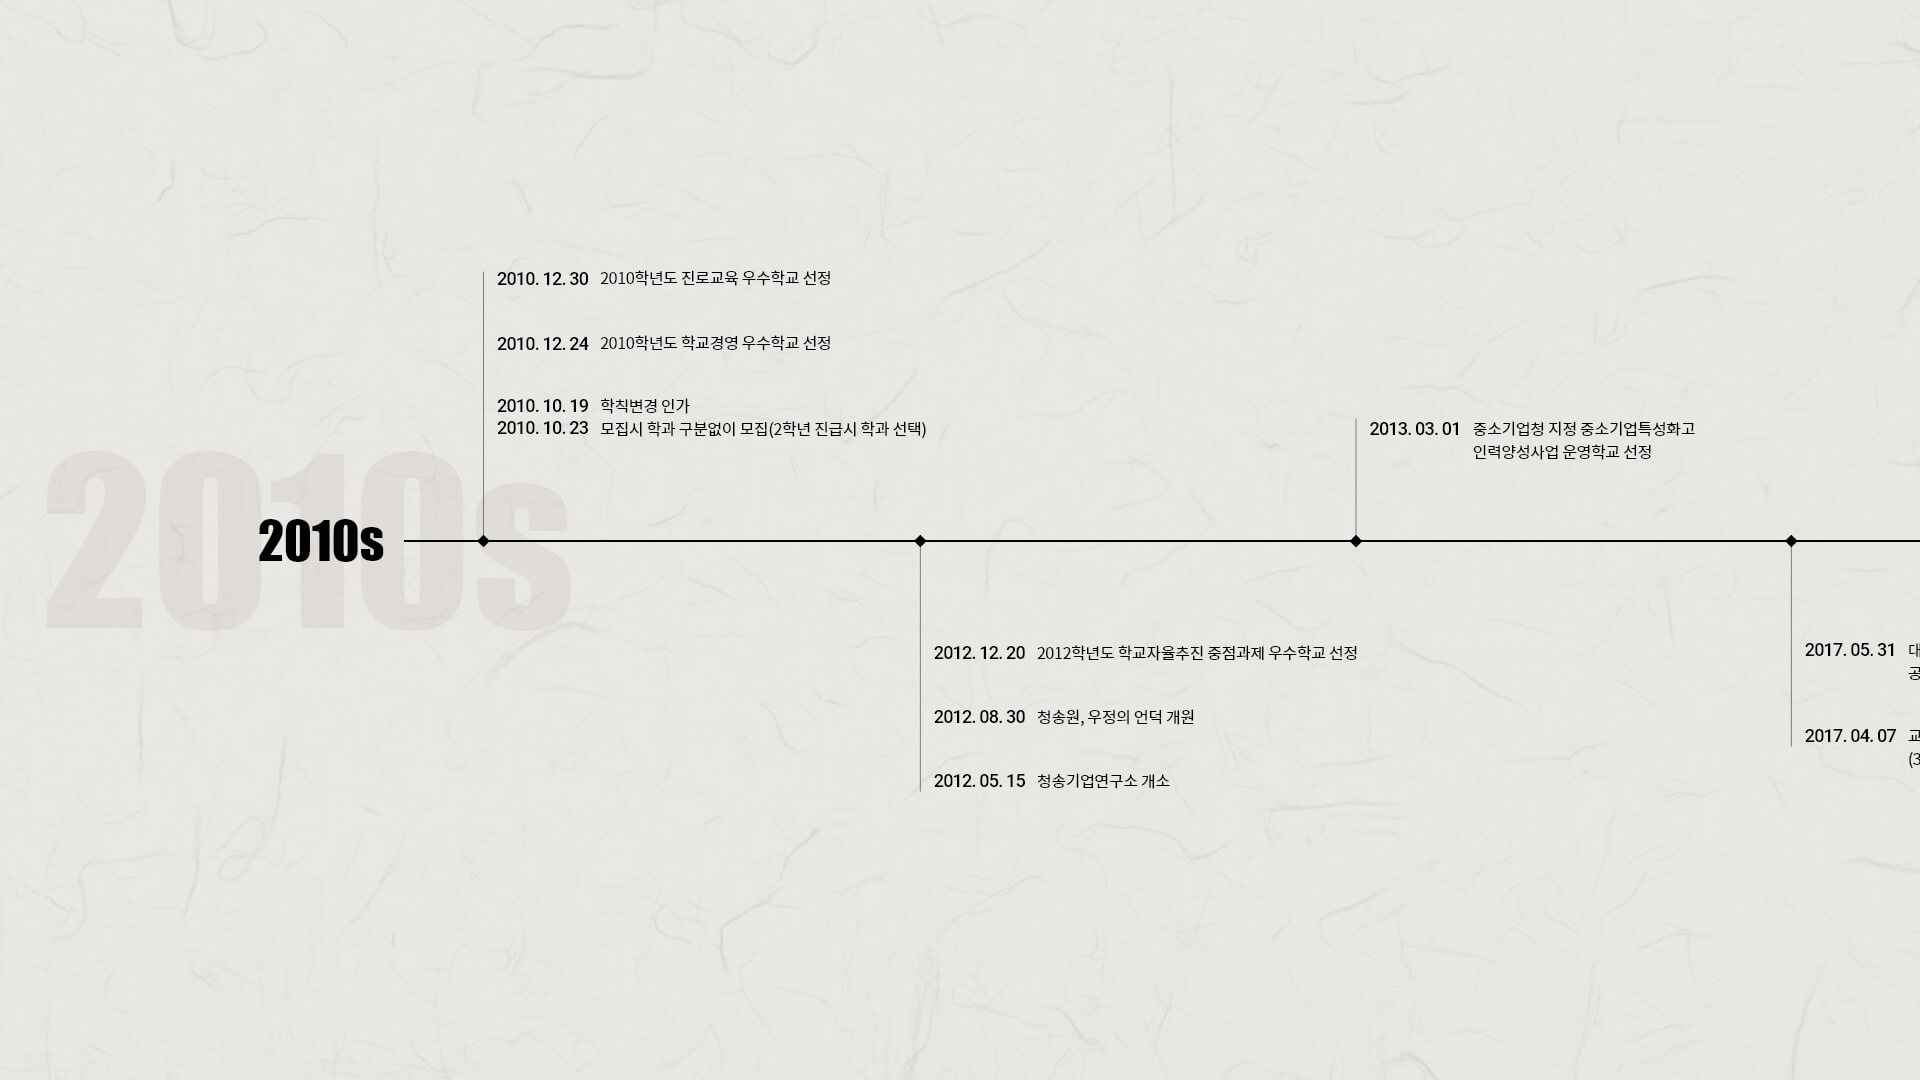 2010s
2010s
2010. 12. 30 2010학년도 진로교육 우수학교 선정
2010. 12. 24 2010학년도 학교경영 우수학교 선정
2010. 10. 19 학칙변경 인가
2010. 10. 23 모집시 학과 구분없이 모집(2학년 진급시 학과 선택)
2012. 12. 20 2012학년도 학교자율추진 중점과제 우수학교 선정
2012. 08. 30 청송원, 우정의 언덕 개원
2012. 05. 15 청송기업연구소 개소
2013. 03. 01 중소기업청 지정 중소기업특성화고
인력양성사업 운영학교 선정
2017. 05. 31
2017. 04. 07